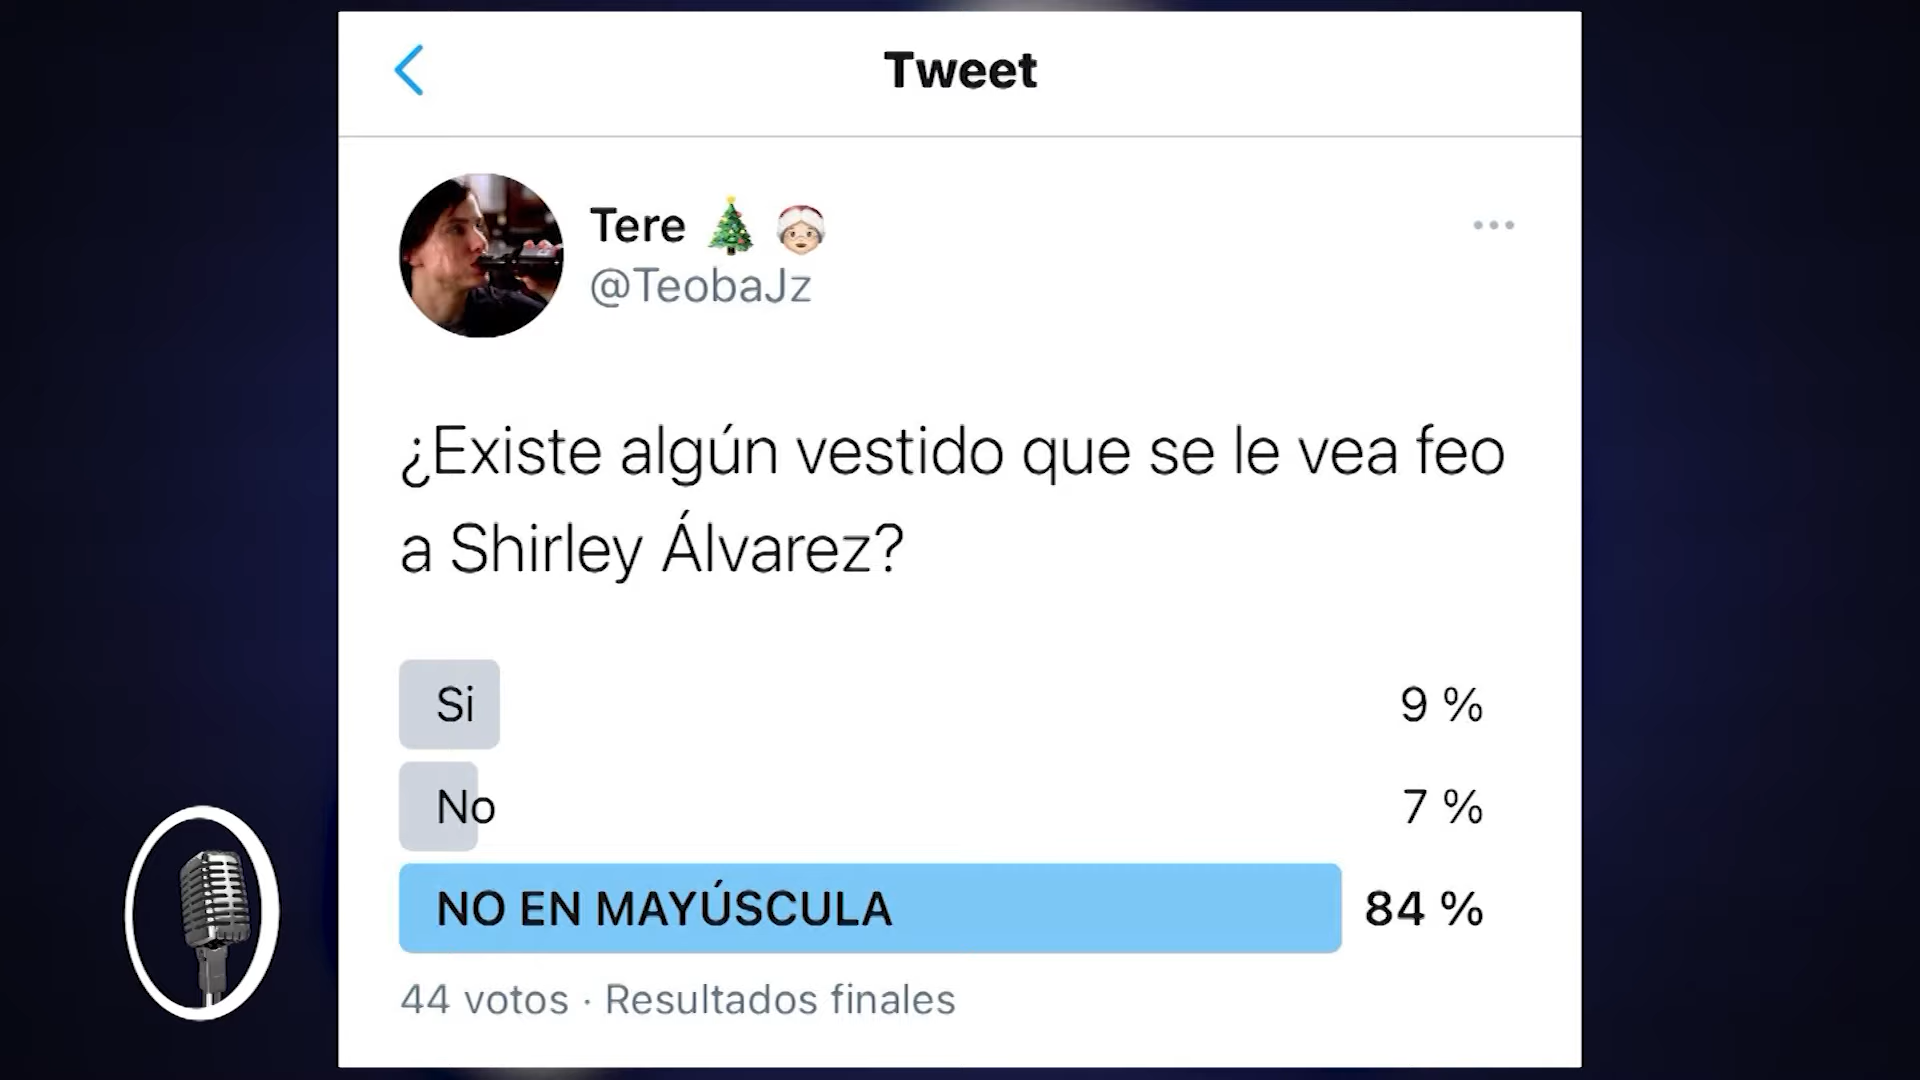 Tweet
Tere 🎄 🤶🏻
@TeobaJz
¿Existe algún vestido que se le vea feo
a Shirley Álvarez?
Si 9 %
No 7 %
NO EN MAYÚSCULA 84 %
44 votos · Resultados finales